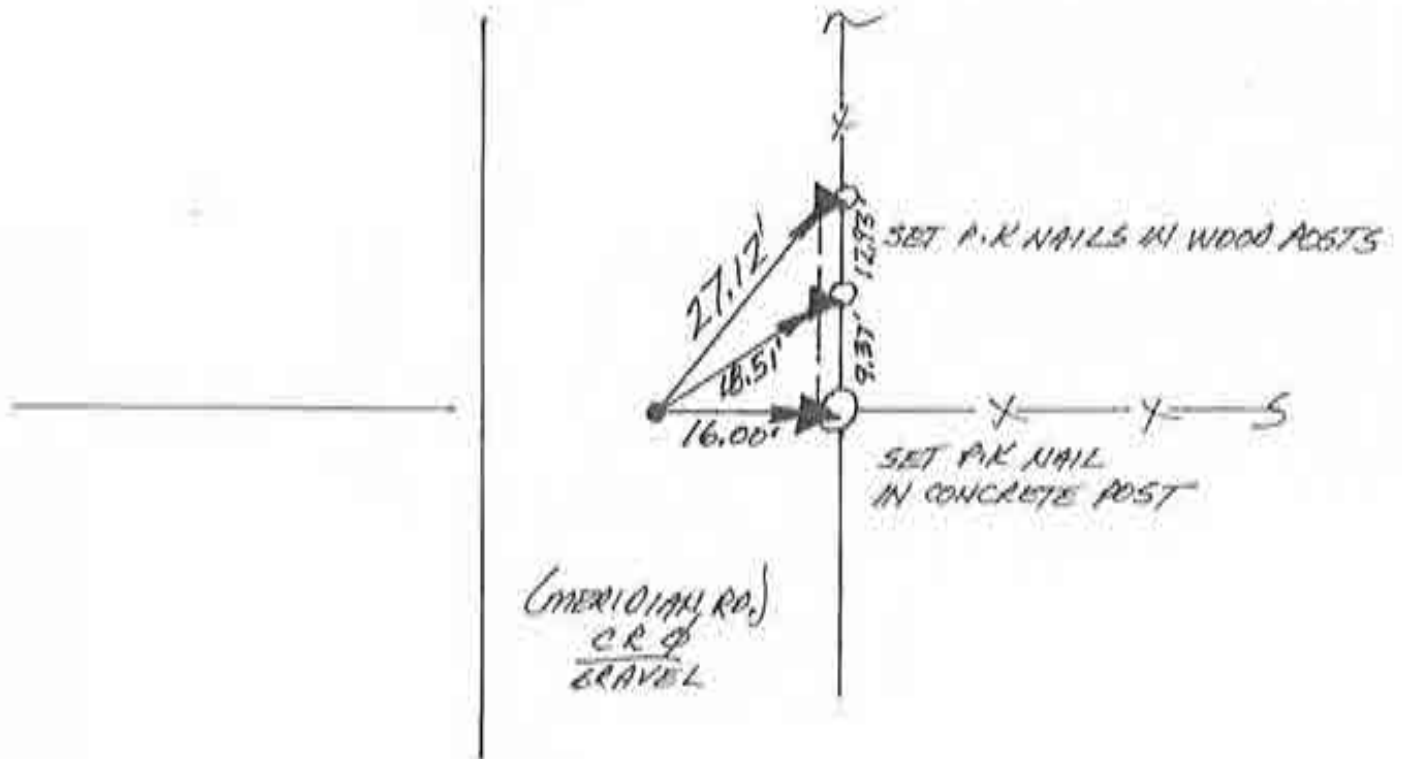 27.12'
12.93'
SET P.K NAILS IN WOOD POSTS
18.51'
9.37'
16.00'
SET P.K NAIL
IN CONCRETE POST
(MERIDIAN RD.)
CR
GRAVEL